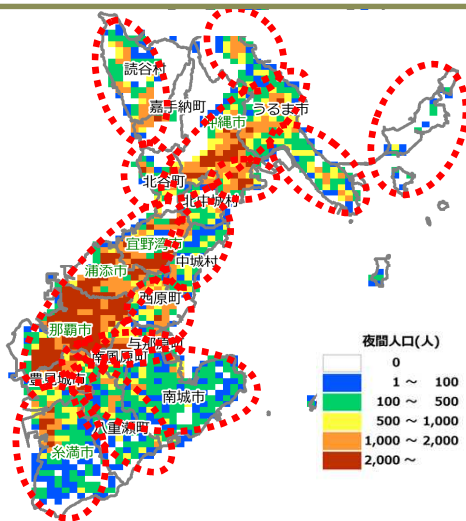 読谷村
嘉手納町
うるま市
沖縄市
北谷町
北中城村
宜野湾市
中城村
浦添市
西原町
那覇市
与那原町
南風原町
豊見城市
南城市
八重瀬町
糸満市
夜間人口(人)
0
1 ～ 100
100 ～ 500
500 ～ 1,000
1,000 ～ 2,000
2,000 ～